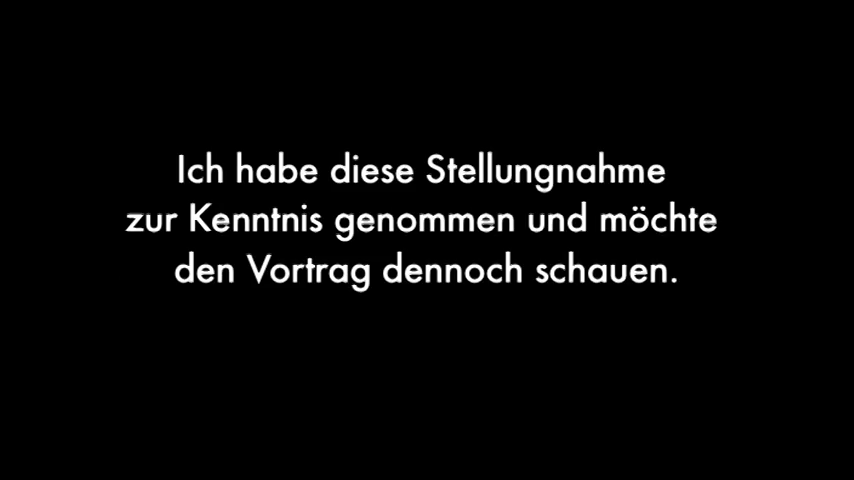 Ich habe diese Stellungnahme
zur Kenntnis genommen und möchte
den Vortrag dennoch schauen.